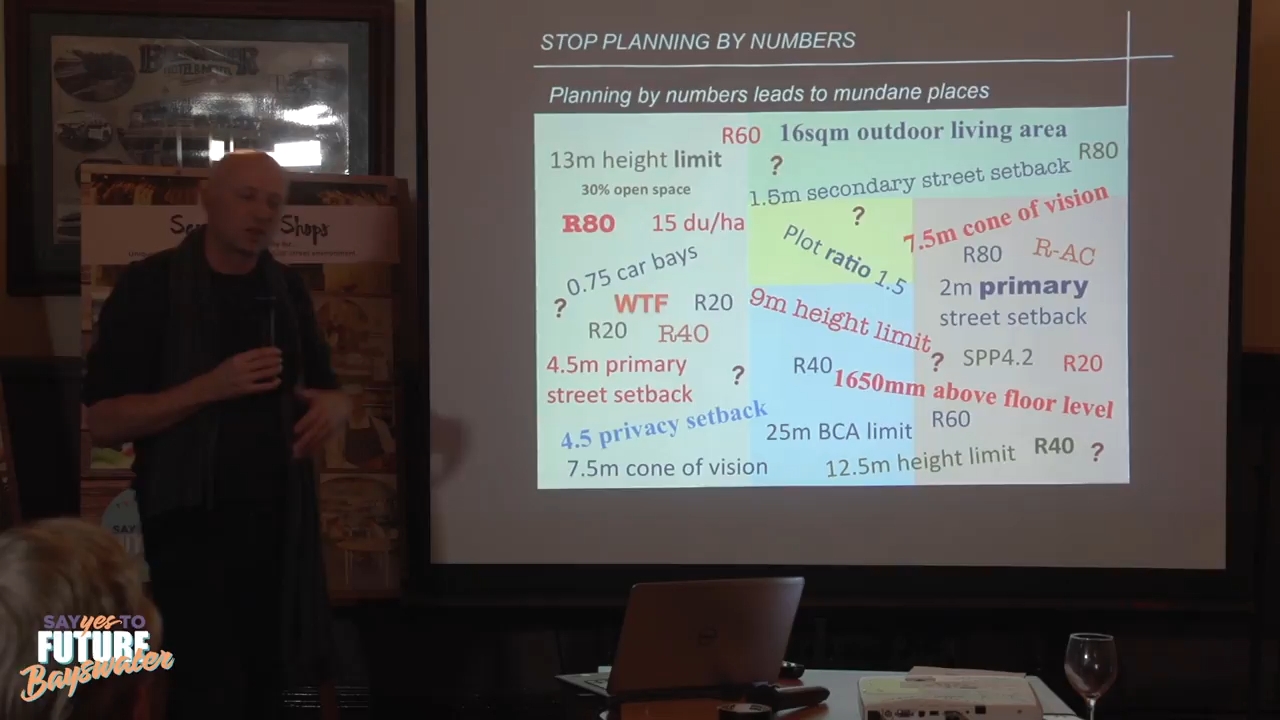 STOP PLANNING BY NUMBERS
Planning by numbers leads to mundane places
R60 16sqm outdoor living area
13m height limit
?
R80
30% open space
1.5m secondary street setback
R80 15 du/ha
?
7.5m cone of vision
Plot ratio 1.5
R80 R-AC
0.75 car bays
2m primary
street setback
?
WTF R20
9m height limit
R20 R40
?
SPP4.2 R20
4.5m primary
street setback
?
R40
1650mm above floor level
4.5 privacy setback
R60
25m BCA limit
R40 ?
7.5m cone of vision
12.5m height limit
Shops
SAY
SAY yes TO
FUTURE
Bayswater